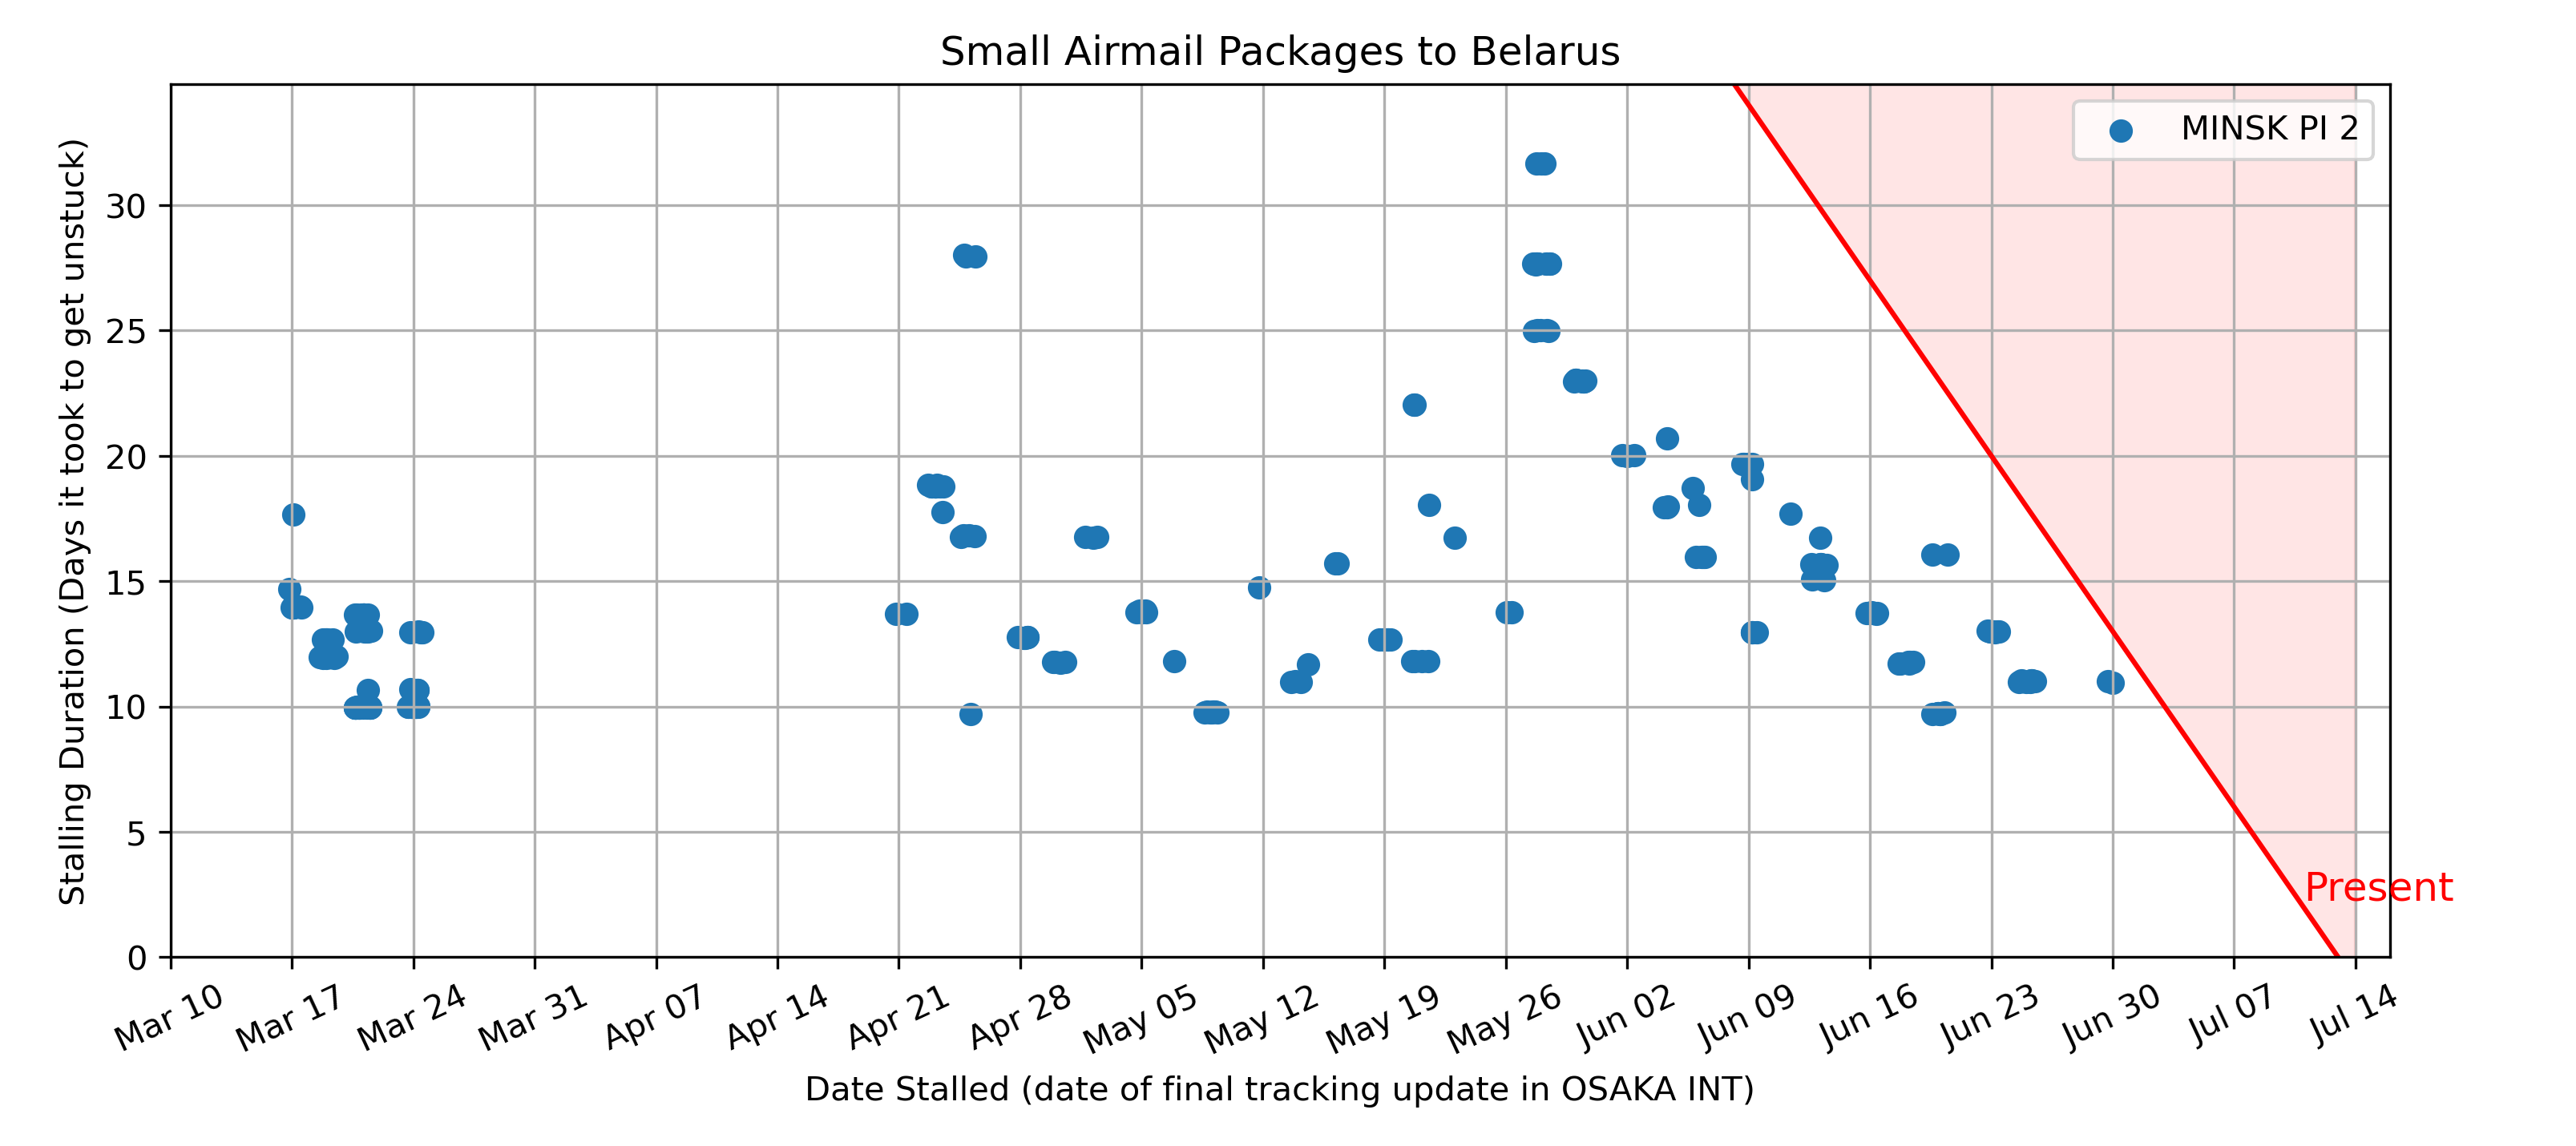 Small Airmail Packages to Belarus
MINSK PI 2
Stalling Duration (Days it took to get unstuck)
30
25
20
15
10
5
0
Present
Mar 10
Mar 17
Mar 24
Mar 31
Apr 07
Apr 14
Apr 21
Apr 28
May 05
May 12
May 19
May 26
Jun 02
Jun 09
Jun 16
Jun 23
Jun 30
Jul 07
Jul 14
Date Stalled (date of final tracking update in OSAKA INT)